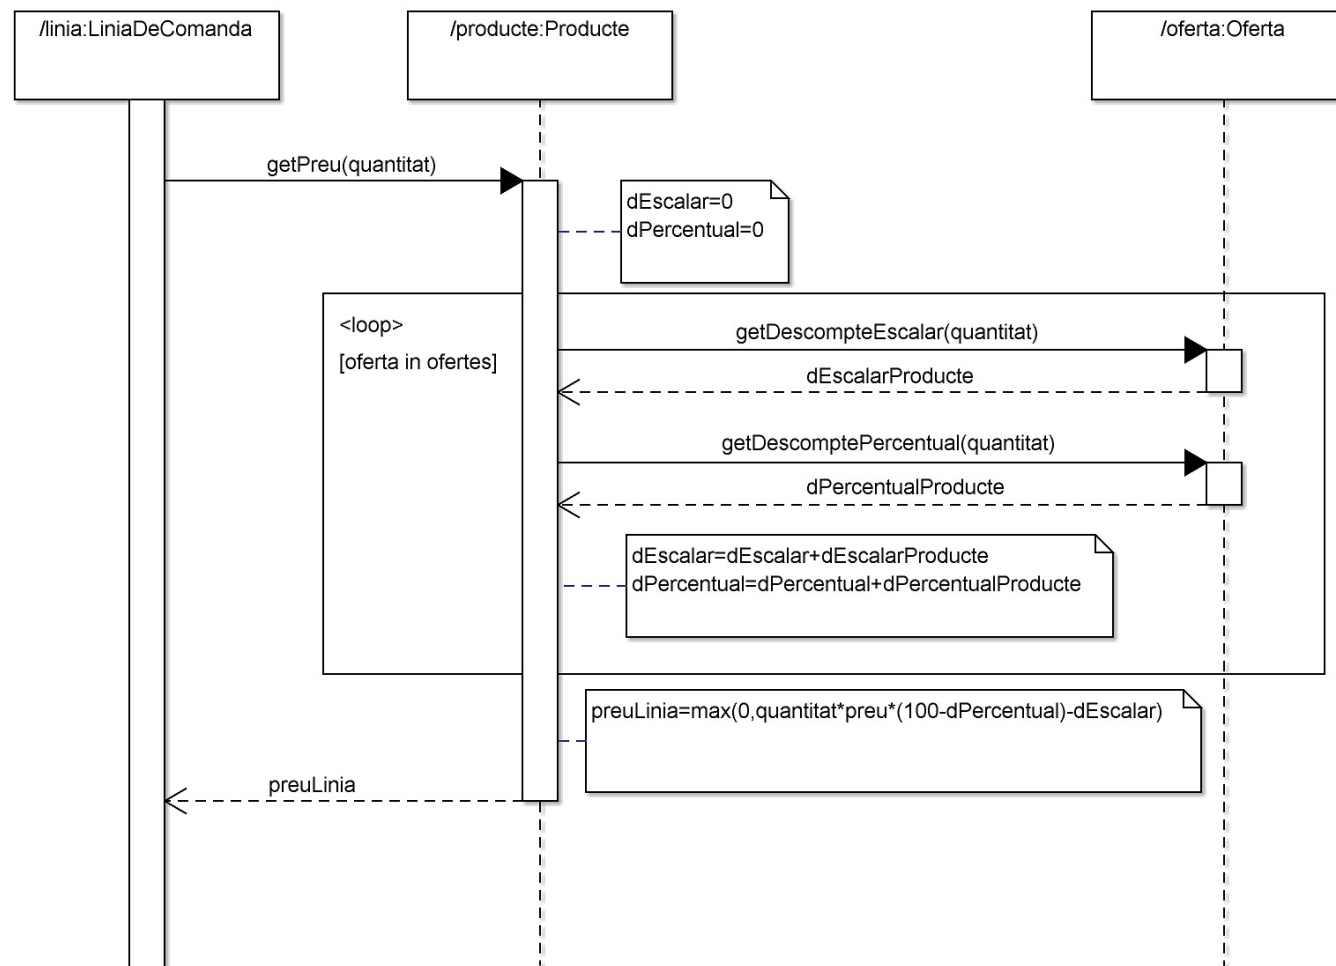 /linia:LiniaDeComanda
/producte:Producte
/oferta:Oferta
getPreu(quantitat)
dEscalar=0
dPercentual=0
<loop>
[oferta in ofertes]
getDescompteEscalar(quantitat)
dEscalarProducte
getDescomptePercentual(quantitat)
dPercentualProducte
dEscalar=dEscalar+dEscalarProducte
dPercentual=dPercentual+dPercentualProducte
preuLinia=max(0,quantitat*preu*(100-dPercentual)-dEscalar)
preuLinia